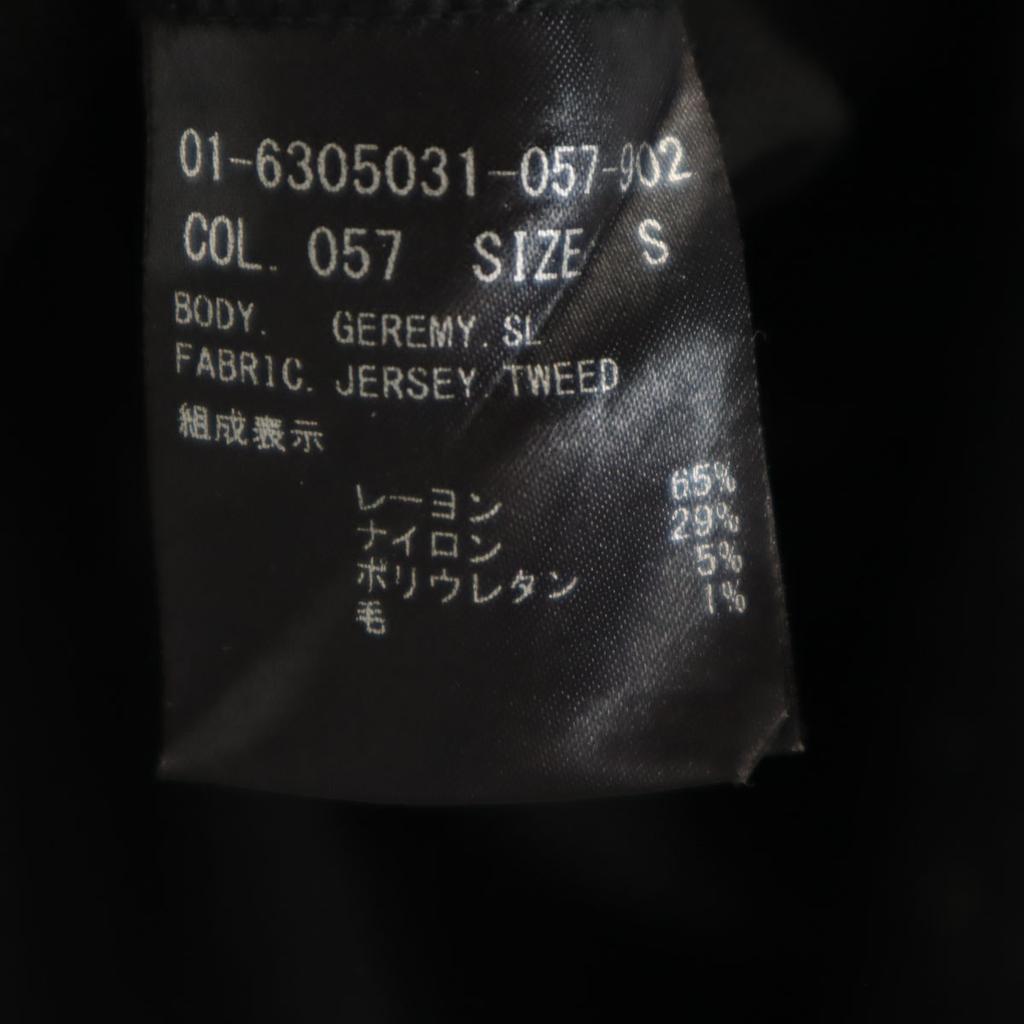 01-6305031-057-902
COL. 057 SIZE S
BODY. GEREMY. SL
FABRIC. JERSEY TWEED
組成表示
レーヨン 65%
ナイロン 29%
ポリウレタン 5%
毛 1%